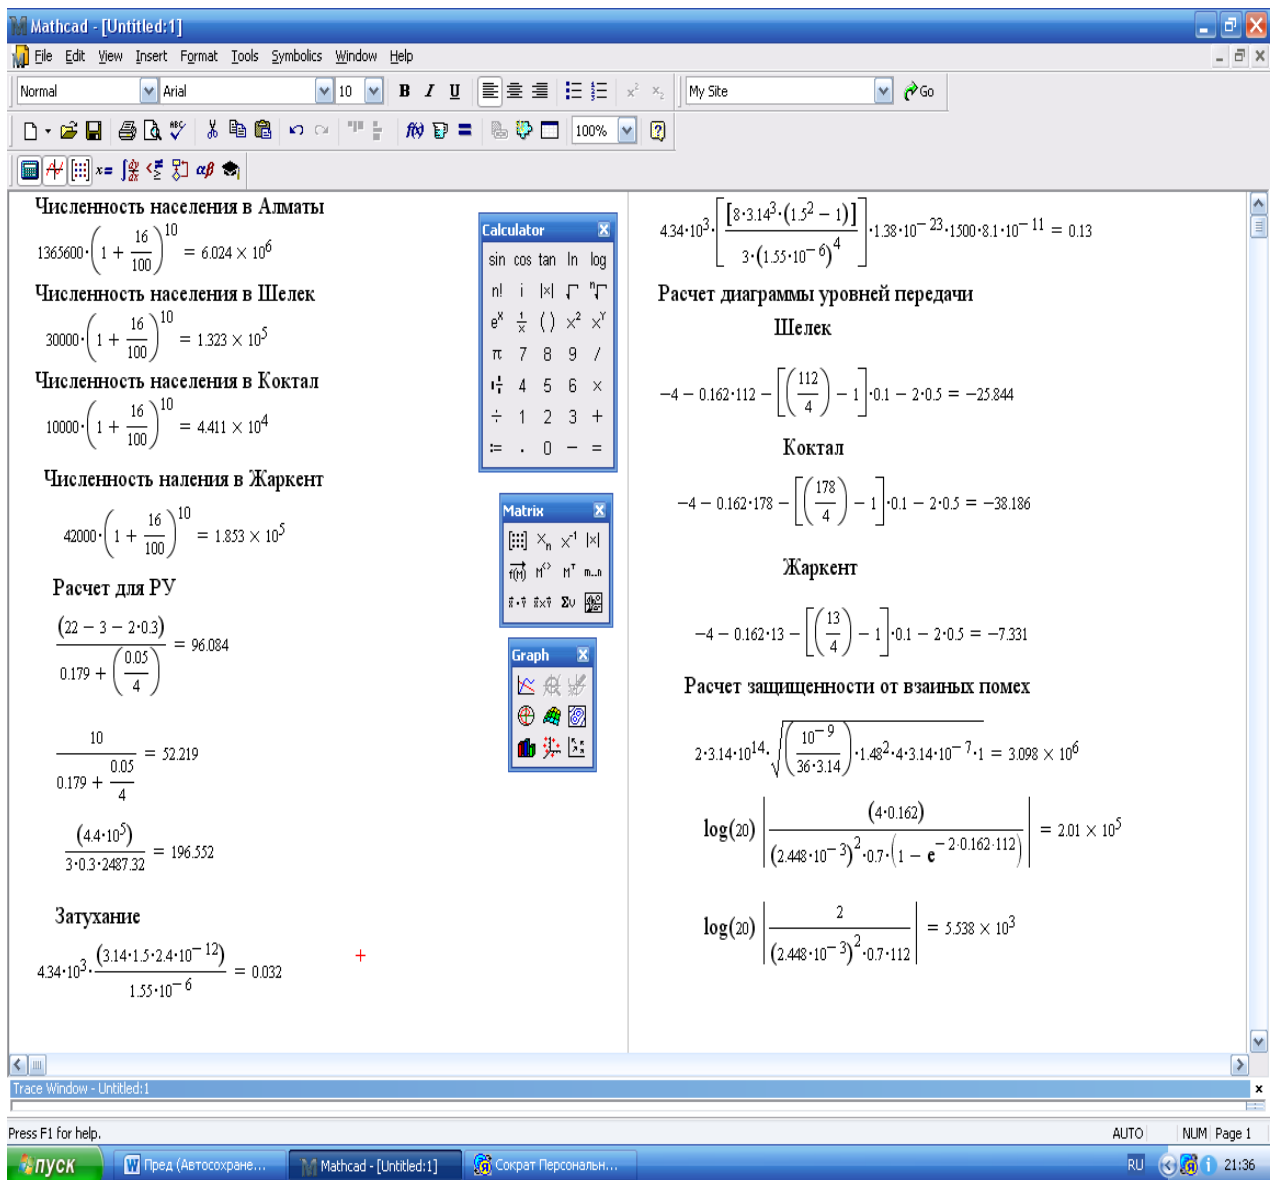 Mathcad - [Untitled:1]
File Edit View Insert Format Tools Symbolics Window Help
Normal Arial 10 B I U My Site Go
100%
Численность населения в Алматы
1365600·(1 + 16/100)^10 = 6.024 × 10^6
Численность населения в Шелек
30000·(1 + 16/100)^10 = 1.323 × 10^5
Численность населения в Коктал
10000·(1 + 16/100)^10 = 4.411 × 10^4
Численность наления в Жаркент
42000·(1 + 16/100)^10 = 1.853 × 10^5
Расчет для РУ
(22 − 3 − 2·0.3)/(0.179 + (0.05/4)) = 96.084
10/(0.179 + 0.05/4) = 52.219
(4.4·10^5)/(3·0.3·2487.32) = 196.552
Затухание
4.34·10^3·(3.14·1.5·2.4·10^−12)/(1.55·10^−6) = 0.032
Calculator
sin cos tan ln log
n! i |×| √ ⁿ√
e^x 1/x ( ) ×² ×^Y
π 7 8 9 /
1 1/1 4 5 6 ×
÷ 1 2 3 +
:= . 0 − =
Matrix
[⁝⁝⁝] ×n ×^-1 |×|
f(M) M^<> M^T m..n
x·y x×y Συ
Graph
4.34·10^3·[[8·3.14^3·(1.5^2 − 1)]/(3·(1.55·10^−6)^4)]·1.38·10^−23·1500·8.1·10^−11 = 0.13
Расчет диаграммы уровней передачи
Шелек
−4 − 0.162·112 − [(112/4) − 1]·0.1 − 2·0.5 = −25.844
Коктал
−4 − 0.162·178 − [(178/4) − 1]·0.1 − 2·0.5 = −38.186
Жаркент
−4 − 0.162·13 − [(13/4) − 1]·0.1 − 2·0.5 = −7.331
Расчет защищенности от взаиных помех
2·3.14·10^14·√((10^−9/(36·3.14))·1.48^2·4·3.14·10^−7·1) = 3.098 × 10^6
log(20) |(4·0.162)/((2.448·10^−3)^2·0.7·(1 − e^−2·0.162·112))| = 2.01 × 10^5
log(20) |2/((2.448·10^−3)^2·0.7·112)| = 5.538 × 10^3
Trace Window - Untitled:1
Press F1 for help. AUTO NUM Page 1
пуск Пред (Автосохране... Mathcad - [Untitled:1] Сократ Персональн... RU 21:36